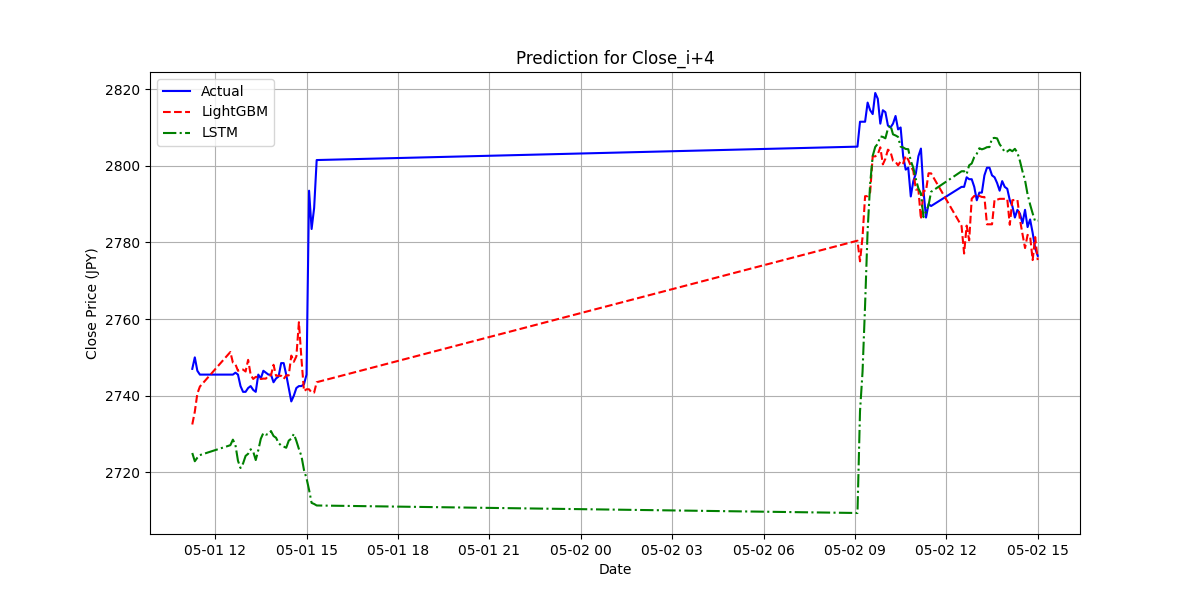 Prediction for Close_i+4
Actual
LightGBM
LSTM
Close Price (JPY)
2820
2800
2780
2760
2740
2720
05-01 12
05-01 15
05-01 18
05-01 21
05-02 00
05-02 03
05-02 06
05-02 09
05-02 12
05-02 15
Date